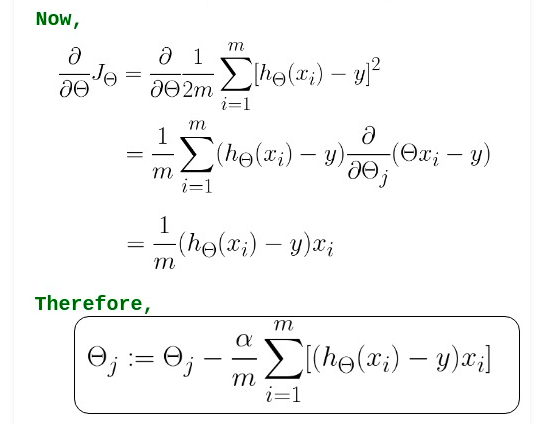 Now,
∂/∂Θ J_Θ = ∂/∂Θ 1/2m ∑_{i=1}^{m} [h_Θ(x_i) − y]^2
= 1/m ∑_{i=1}^{m} (h_Θ(x_i) − y) ∂/∂Θ_j (Θx_i − y)
= 1/m (h_Θ(x_i) − y)x_i
Therefore,
Θ_j := Θ_j − α/m ∑_{i=1}^{m} [(h_Θ(x_i) − y)x_i]